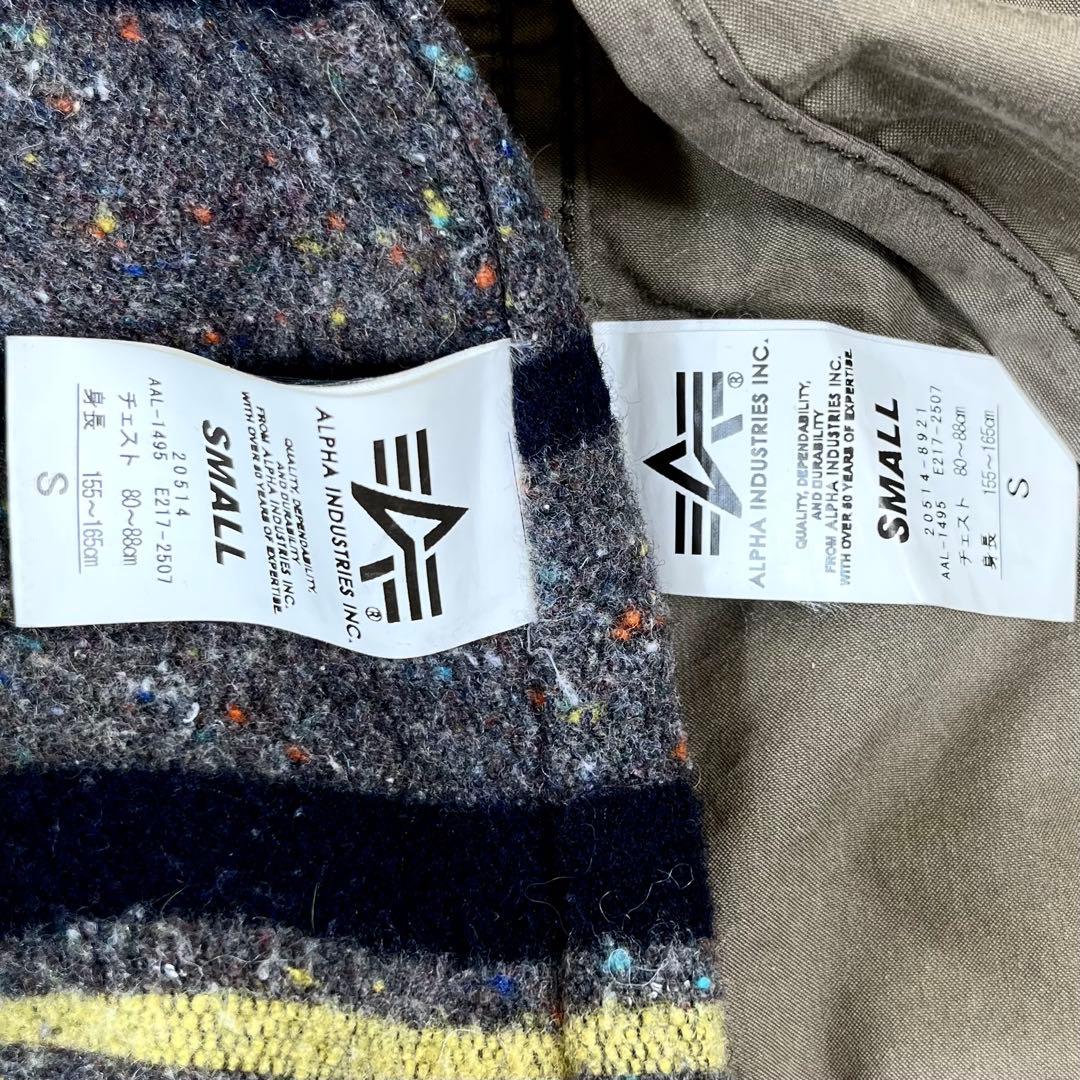 ALPHA INDUSTRIES INC.
®
QUALITY, DEPENDABILITY,
AND DURABILITY
FROM ALPHA INDUSTRIES INC.
WITH OVER 50 YEARS OF EXPERTISE.
SMALL
20514
AAL-1495 E217-2507
チェスト 80〜88cm
身長 155〜165cm
S
®
ALPHA INDUSTRIES INC.
QUALITY, DEPENDABILITY,
AND DURABILITY
FROM ALPHA INDUSTRIES INC.
WITH OVER 50 YEARS OF EXPERTISE.
SMALL
20514-8921
AAL-1495 E217-2507
チェスト 80〜88cm
身長 155〜165cm
S